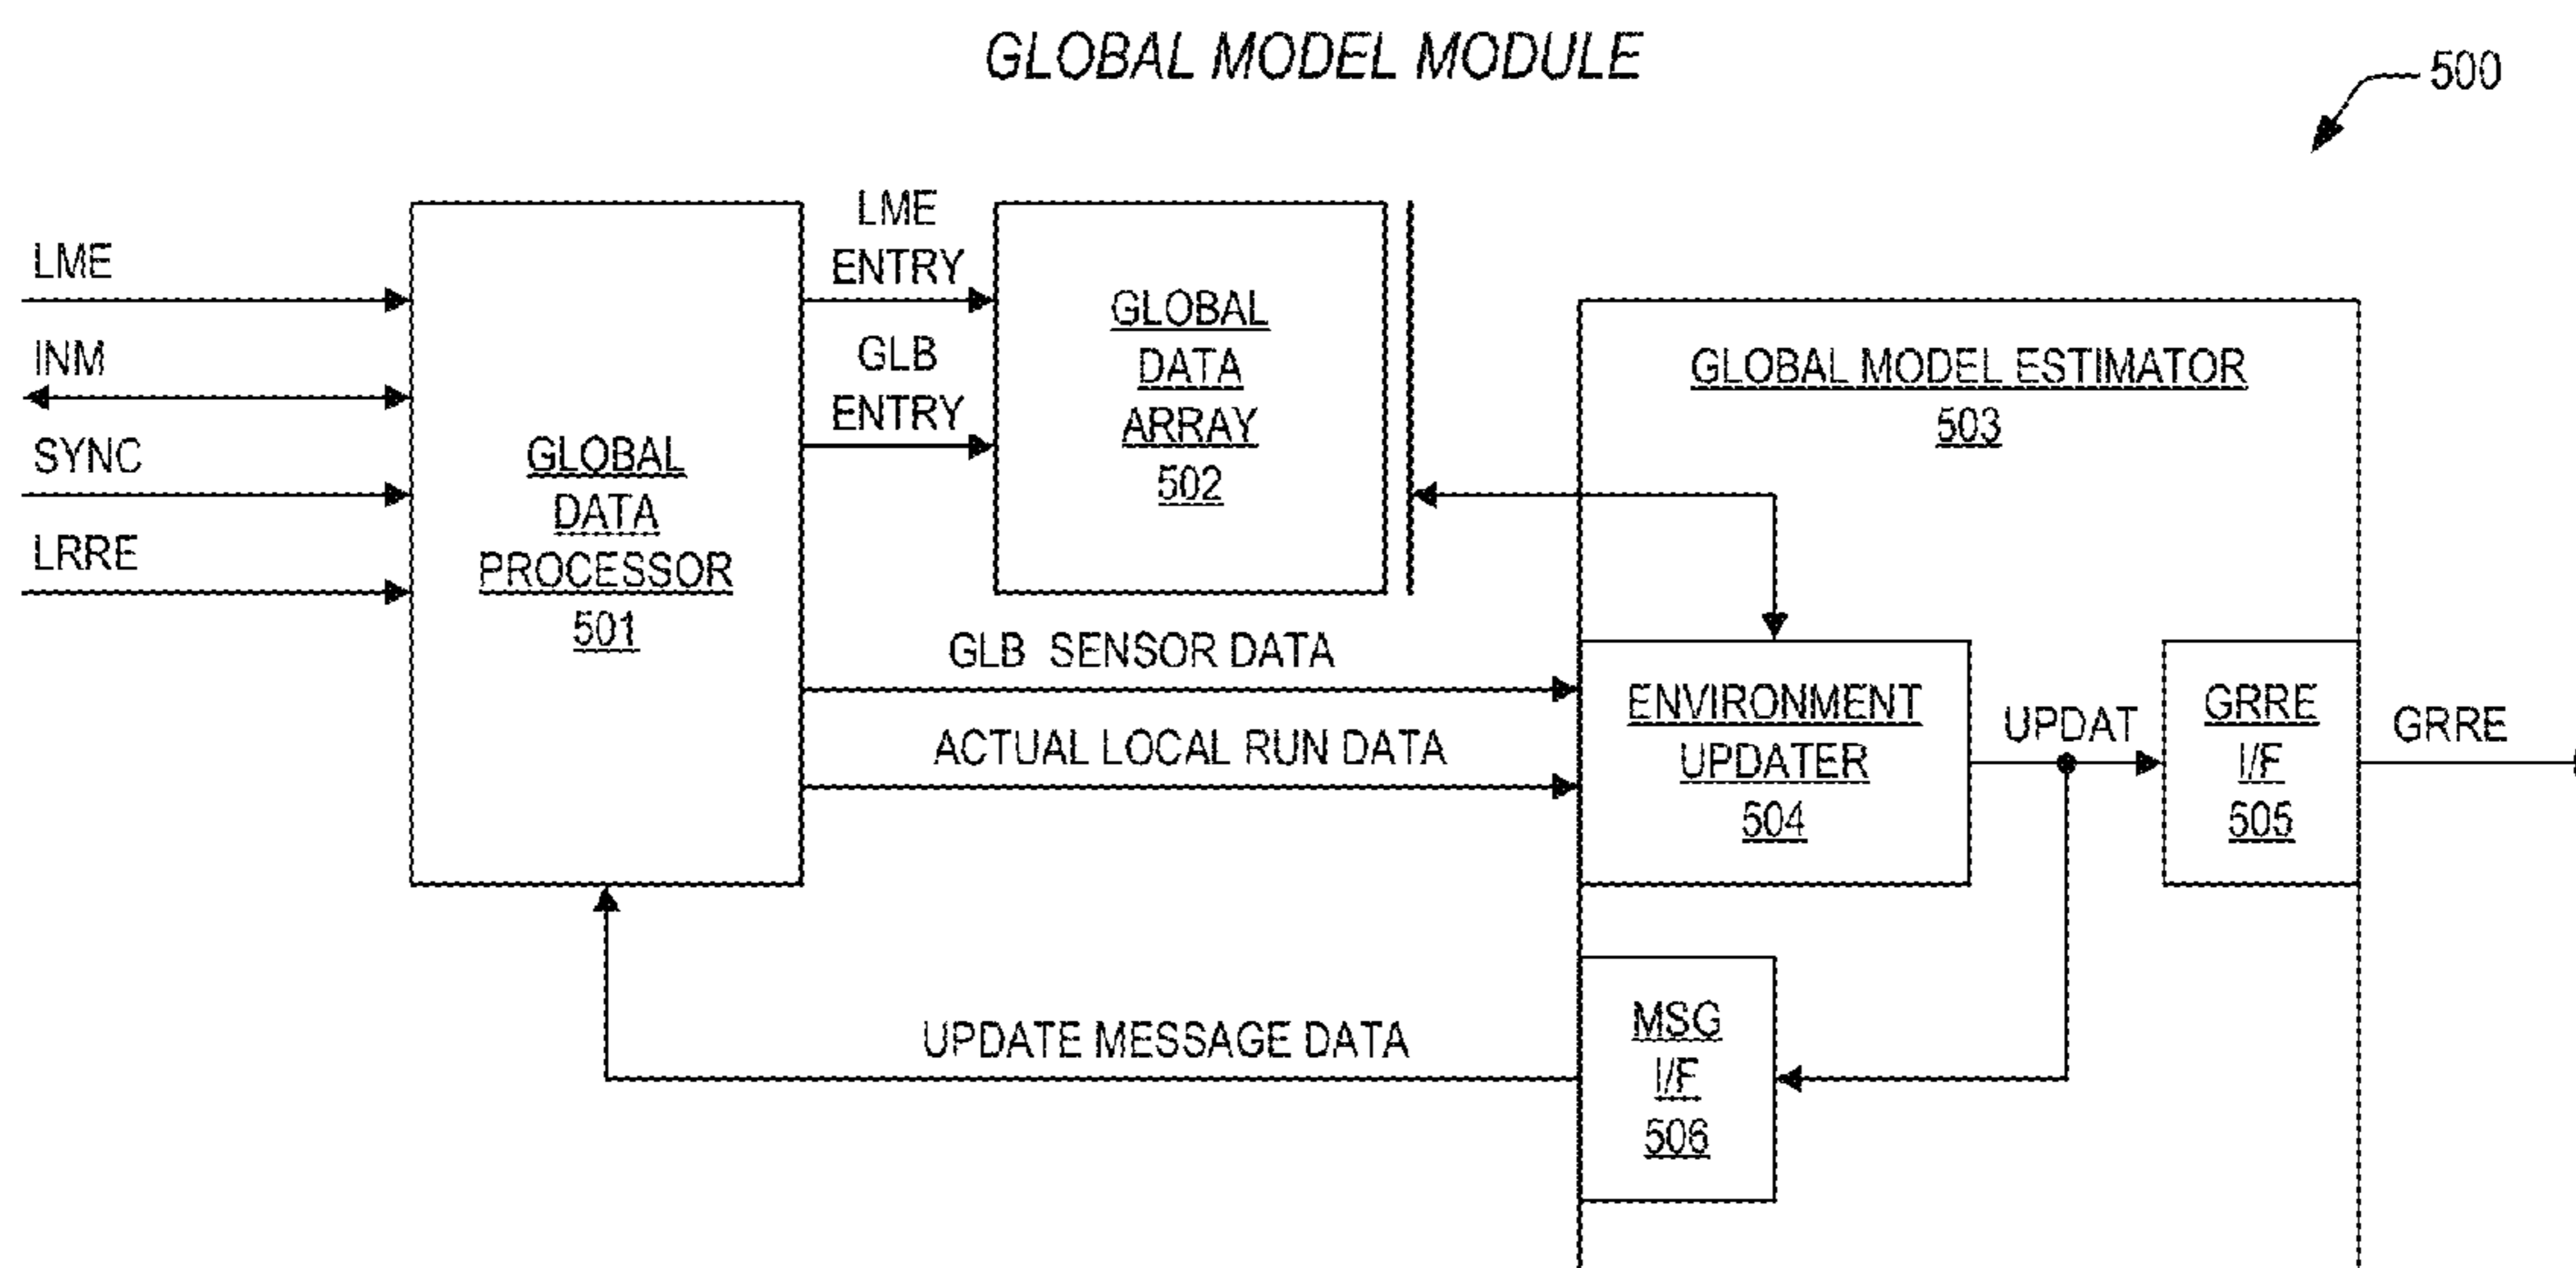 GLOBAL MODEL MODULE
500
LME
INM
SYNC
LRRE
GLOBAL
DATA
PROCESSOR
501
LME
ENTRY
GLB
ENTRY
GLOBAL
DATA
ARRAY
502
GLOBAL MODEL ESTIMATOR
503
GLB SENSOR DATA
ACTUAL LOCAL RUN DATA
ENVIRONMENT
UPDATER
504
UPDAT
GRRE
I/F
505
GRRE
UPDATE MESSAGE DATA
MSG
I/F
506